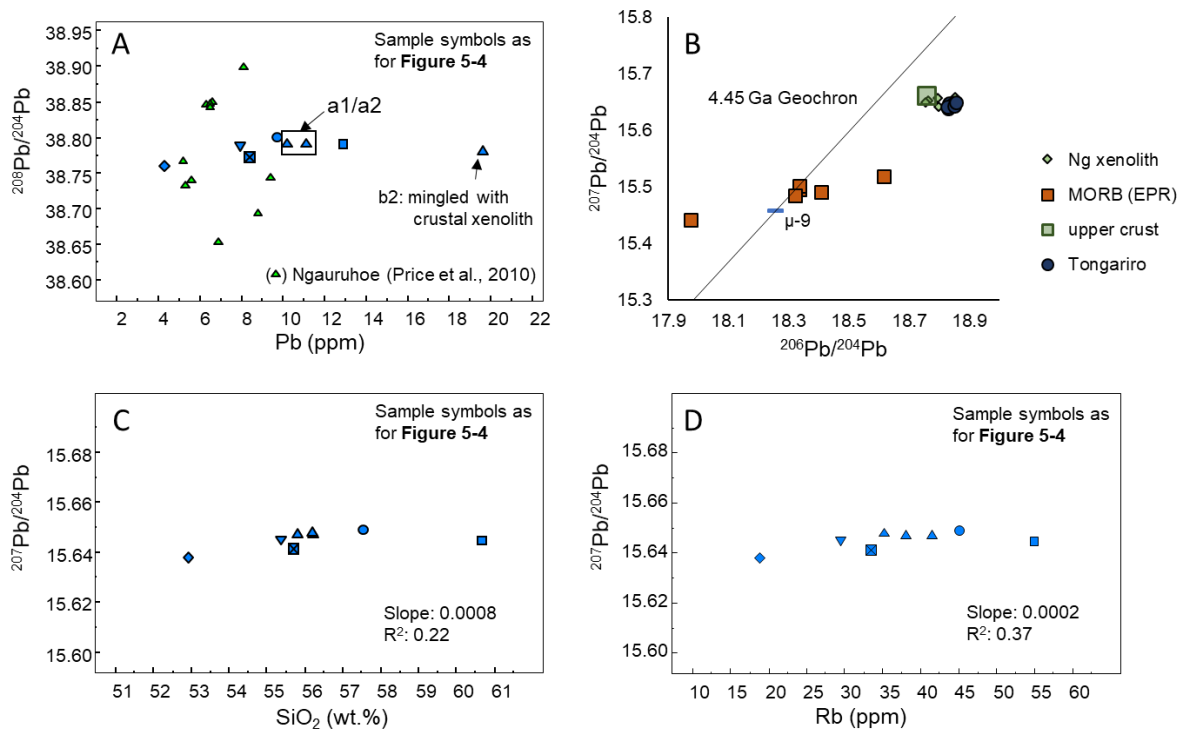 A
Sample symbols as
for Figure 5-4
a1/a2
b2: mingled with
crustal xenolith
(▲) Ngauruhoe (Price et al., 2010)
208Pb/204Pb
38.95
38.90
38.85
38.80
38.75
38.70
38.65
38.60
2 4 6 8 10 12 14 16 18 20 22
Pb (ppm)
B
4.45 Ga Geochron
μ-9
207Pb/204Pb
15.8
15.7
15.6
15.5
15.4
15.3
17.9 18.1 18.3 18.5 18.7 18.9
206Pb/204Pb
Ng xenolith
MORB (EPR)
upper crust
Tongariro
C
Sample symbols as
for Figure 5-4
207Pb/204Pb
15.68
15.66
15.64
15.62
15.60
Slope: 0.0008
R2: 0.22
51 52 53 54 55 56 57 58 59 60 61
SiO2 (wt.%)
D
Sample symbols as
for Figure 5-4
207Pb/204Pb
15.68
15.66
15.64
15.62
15.60
Slope: 0.0002
R2: 0.37
10 15 20 25 30 35 40 45 50 55 60
Rb (ppm)